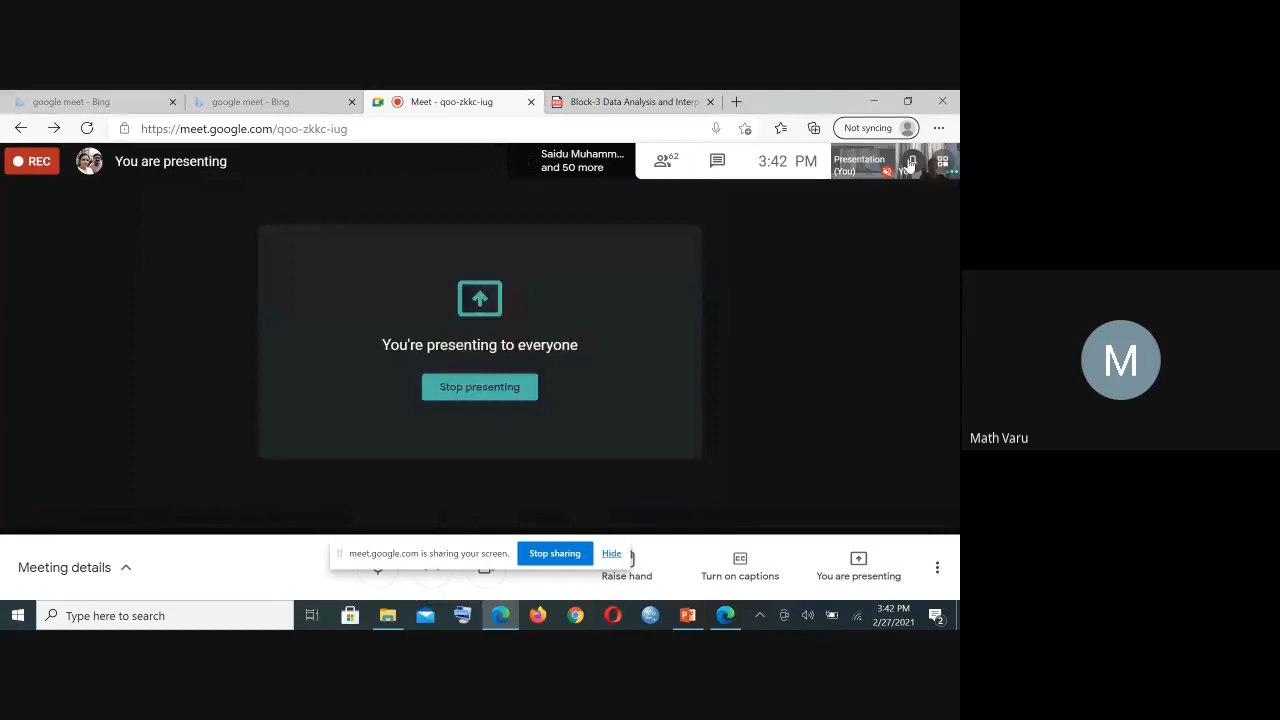 google meet - Bing
google meet - Bing
Meet - qoo-zkkc-iug
Block-3 Data Analysis and Interp
https://meet.google.com/qoo-zkkc-iug
Not syncing
REC
You are presenting
Saidu Muhamm...
and 50 more
62
3:42 PM
Presentation
(You)
You're presenting to everyone
Stop presenting
M
Math Varu
meet.google.com is sharing your screen.
Stop sharing
Hide
Meeting details
Raise hand
Turn on captions
You are presenting
Type here to search
3:42 PM
2/27/2021
2